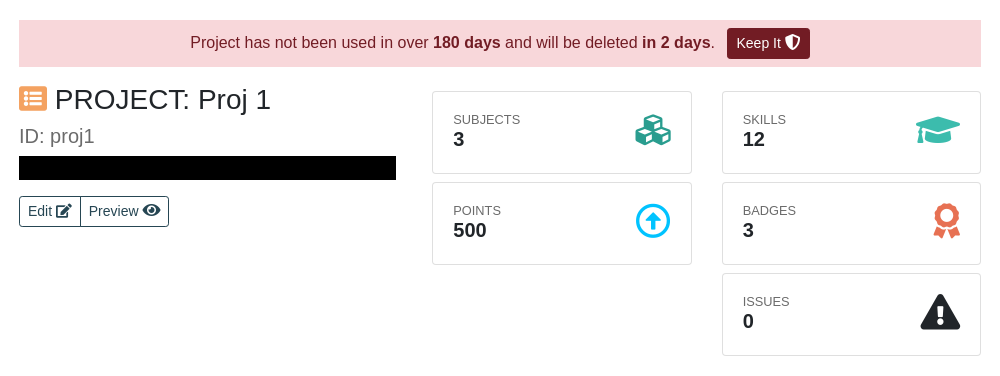 Project has not been used in over 180 days and will be deleted in 2 days. Keep It
PROJECT: Proj 1
ID: proj1
Edit Preview
SUBJECTS
3
SKILLS
12
POINTS
500
BADGES
3
ISSUES
0